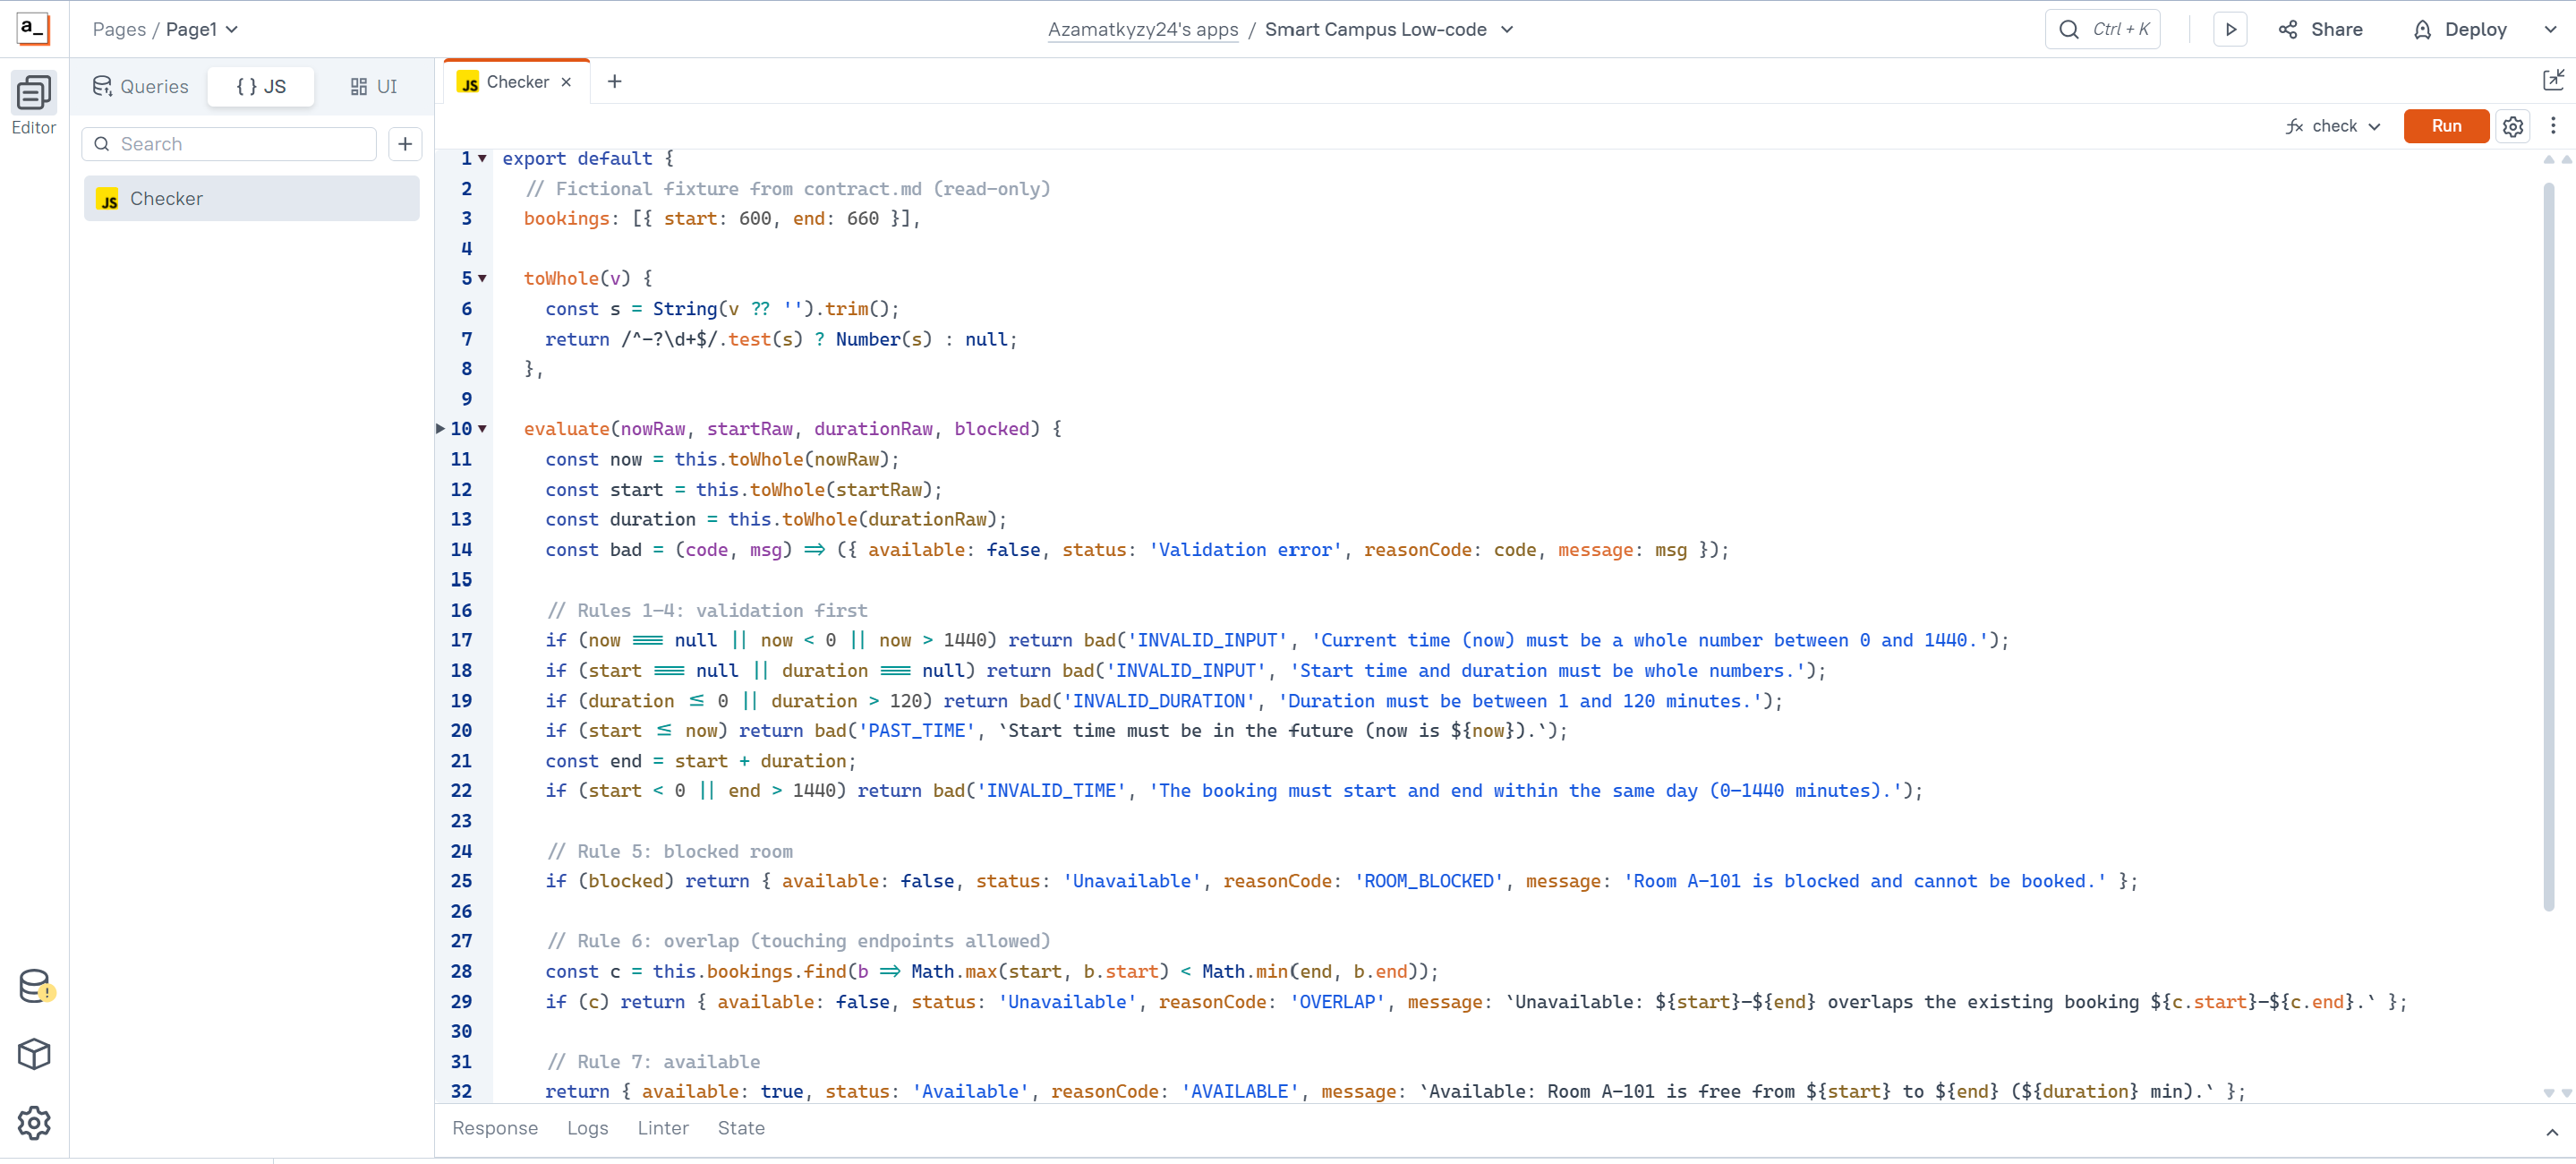 a_
Pages / Page1
Azamatkyzy24's apps / Smart Campus Low-code
Ctrl + K
Share
Deploy
Editor
Queries
{ } JS
UI
Search
JS Checker
JS Checker
fx check
Run
1 export default {
2 // Fictional fixture from contract.md (read-only)
3 bookings: [{ start: 600, end: 660 }],
4
5 toWhole(v) {
6 const s = String(v ?? '').trim();
7 return /^-?\d+$/.test(s) ? Number(s) : null;
8 },
9
10 evaluate(nowRaw, startRaw, durationRaw, blocked) {
11 const now = this.toWhole(nowRaw);
12 const start = this.toWhole(startRaw);
13 const duration = this.toWhole(durationRaw);
14 const bad = (code, msg) => ({ available: false, status: 'Validation error', reasonCode: code, message: msg });
15
16 // Rules 1-4: validation first
17 if (now === null || now < 0 || now > 1440) return bad('INVALID_INPUT', 'Current time (now) must be a whole number between 0 and 1440.');
18 if (start === null || duration === null) return bad('INVALID_INPUT', 'Start time and duration must be whole numbers.');
19 if (duration <= 0 || duration > 120) return bad('INVALID_DURATION', 'Duration must be between 1 and 120 minutes.');
20 if (start <= now) return bad('PAST_TIME', `Start time must be in the future (now is ${now}).`);
21 const end = start + duration;
22 if (start < 0 || end > 1440) return bad('INVALID_TIME', 'The booking must start and end within the same day (0-1440 minutes).');
23
24 // Rule 5: blocked room
25 if (blocked) return { available: false, status: 'Unavailable', reasonCode: 'ROOM_BLOCKED', message: 'Room A-101 is blocked and cannot be booked.' };
26
27 // Rule 6: overlap (touching endpoints allowed)
28 const c = this.bookings.find(b => Math.max(start, b.start) < Math.min(end, b.end));
29 if (c) return { available: false, status: 'Unavailable', reasonCode: 'OVERLAP', message: `Unavailable: ${start}-${end} overlaps the existing booking ${c.start}-${c.end}.` };
30
31 // Rule 7: available
32 return { available: true, status: 'Available', reasonCode: 'AVAILABLE', message: `Available: Room A-101 is free from ${start} to ${end} (${duration} min).` };
Response
Logs
Linter
State